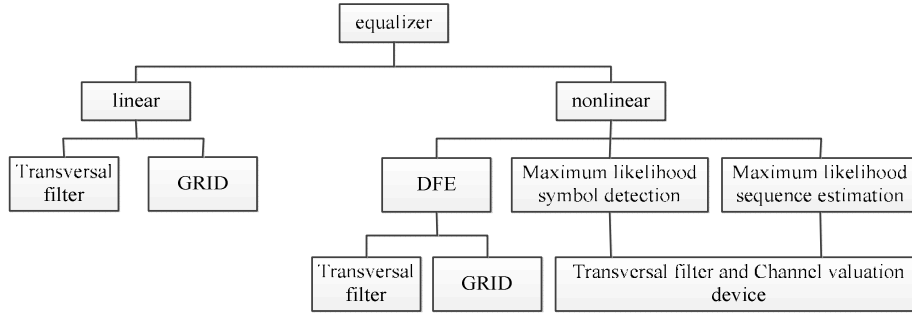 equalizer
linear
nonlinear
Transversal
filter
GRID
DFE
Maximum likelihood
symbol detection
Maximum likelihood
sequence estimation
Transversal
filter
GRID
Transversal filter and Channel valuation
device